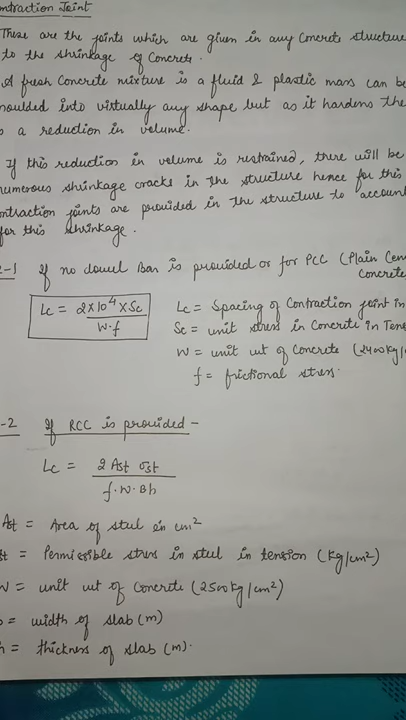 ontraction Joint
These are the joints which are given in any Concrete structure
to the shrinkage of Concrete.
A fresh Concrete mixture is a fluid & plastic mass can be
moulded into virtually any shape but as it hardens the
s a reduction in volume.
If this reduction in volume is restrained, there will be
numerous shrinkage cracks in the structure hence for this
ontraction joints are provided in the structure to account
for this shrinkage.
-1 If no dowel Bar is provided or for PCC (Plain Cem
Concrete
Lc = 2×10⁴×Sc / W.f
Lc = Spacing of Contraction joint in
Sc = unit stress in Concrete in Tens
W = unit wt of Concrete (2400kg/
f = frictional stress.
-2 If RCC is provided -
Lc = 2 Ast σst / f.W.Bh
Ast = Area of steel in cm²
st = Permissible stress in steel in tension (kg/cm²)
W = unit wt of Concrete (2500kg/cm²)
= width of slab (m)
h = thickness of slab (m).